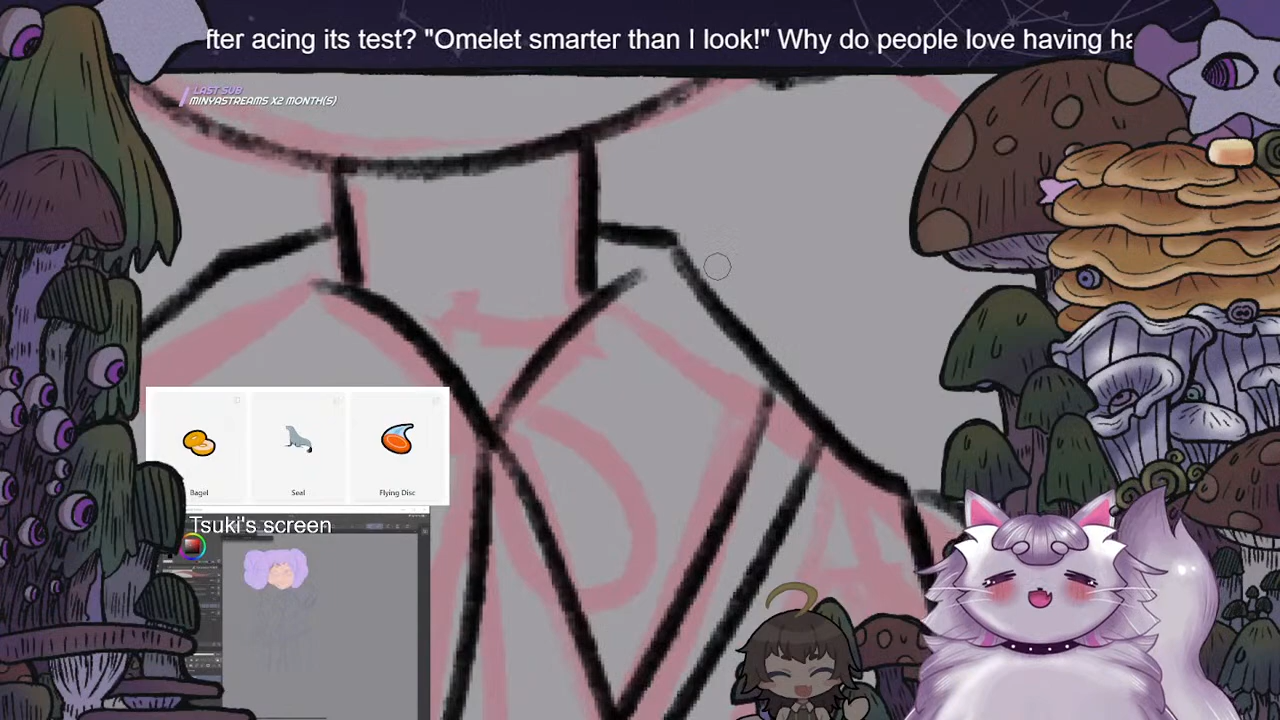 fter acing its test? "Omelet smarter than I look!" Why do people love having ha
LAST SUB
MINYASTREAMS X2 MONTH(S)
Bagel Seal Flying Disc
Tsuki's screen